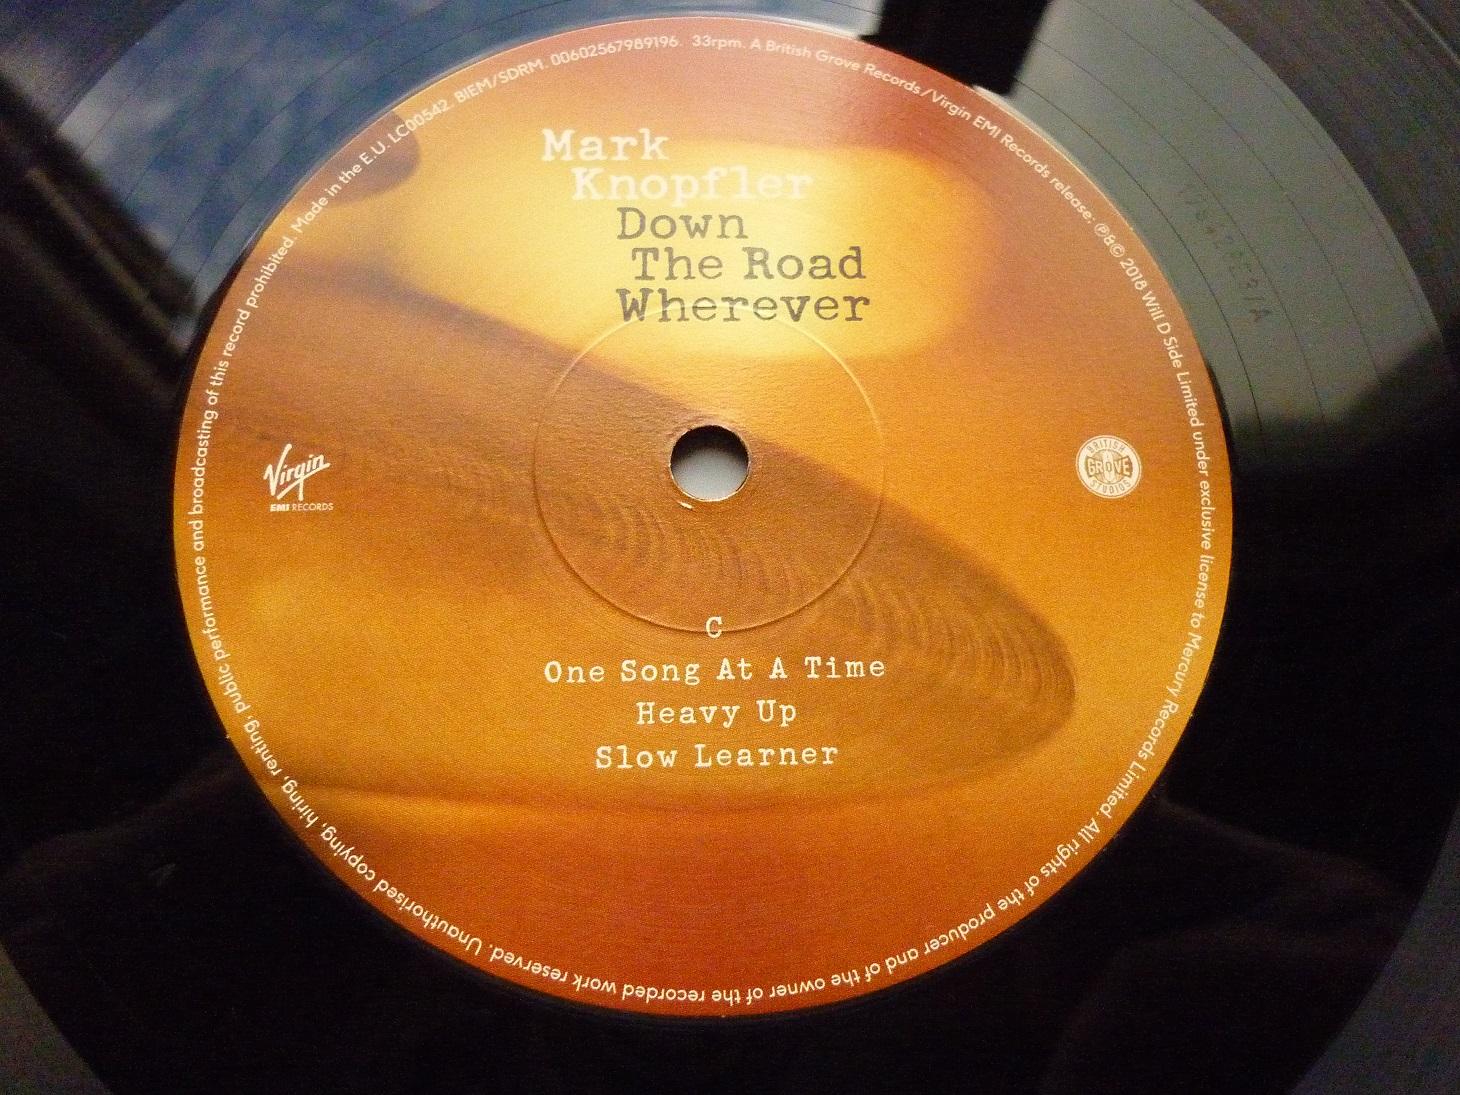 Mark
Knopfler
Down
The Road
Wherever
Virgin
EMI RECORDS
BRITISH
GROVE
STUDIOS
C
One Song At A Time
Heavy Up
Slow Learner
Made in the E.U. LC00542. BIEM/SDRM. 00602567989196. 33rpm. A British Grove Records/Virgin EMI Records release: ℗&© 2018 Will D Side Limited under exclusive license to Mercury Records Limited. All rights of the producer and of the owner of the recorded work reserved. Unauthorised copying, hiring, renting, public performance and broadcasting of this record prohibited.